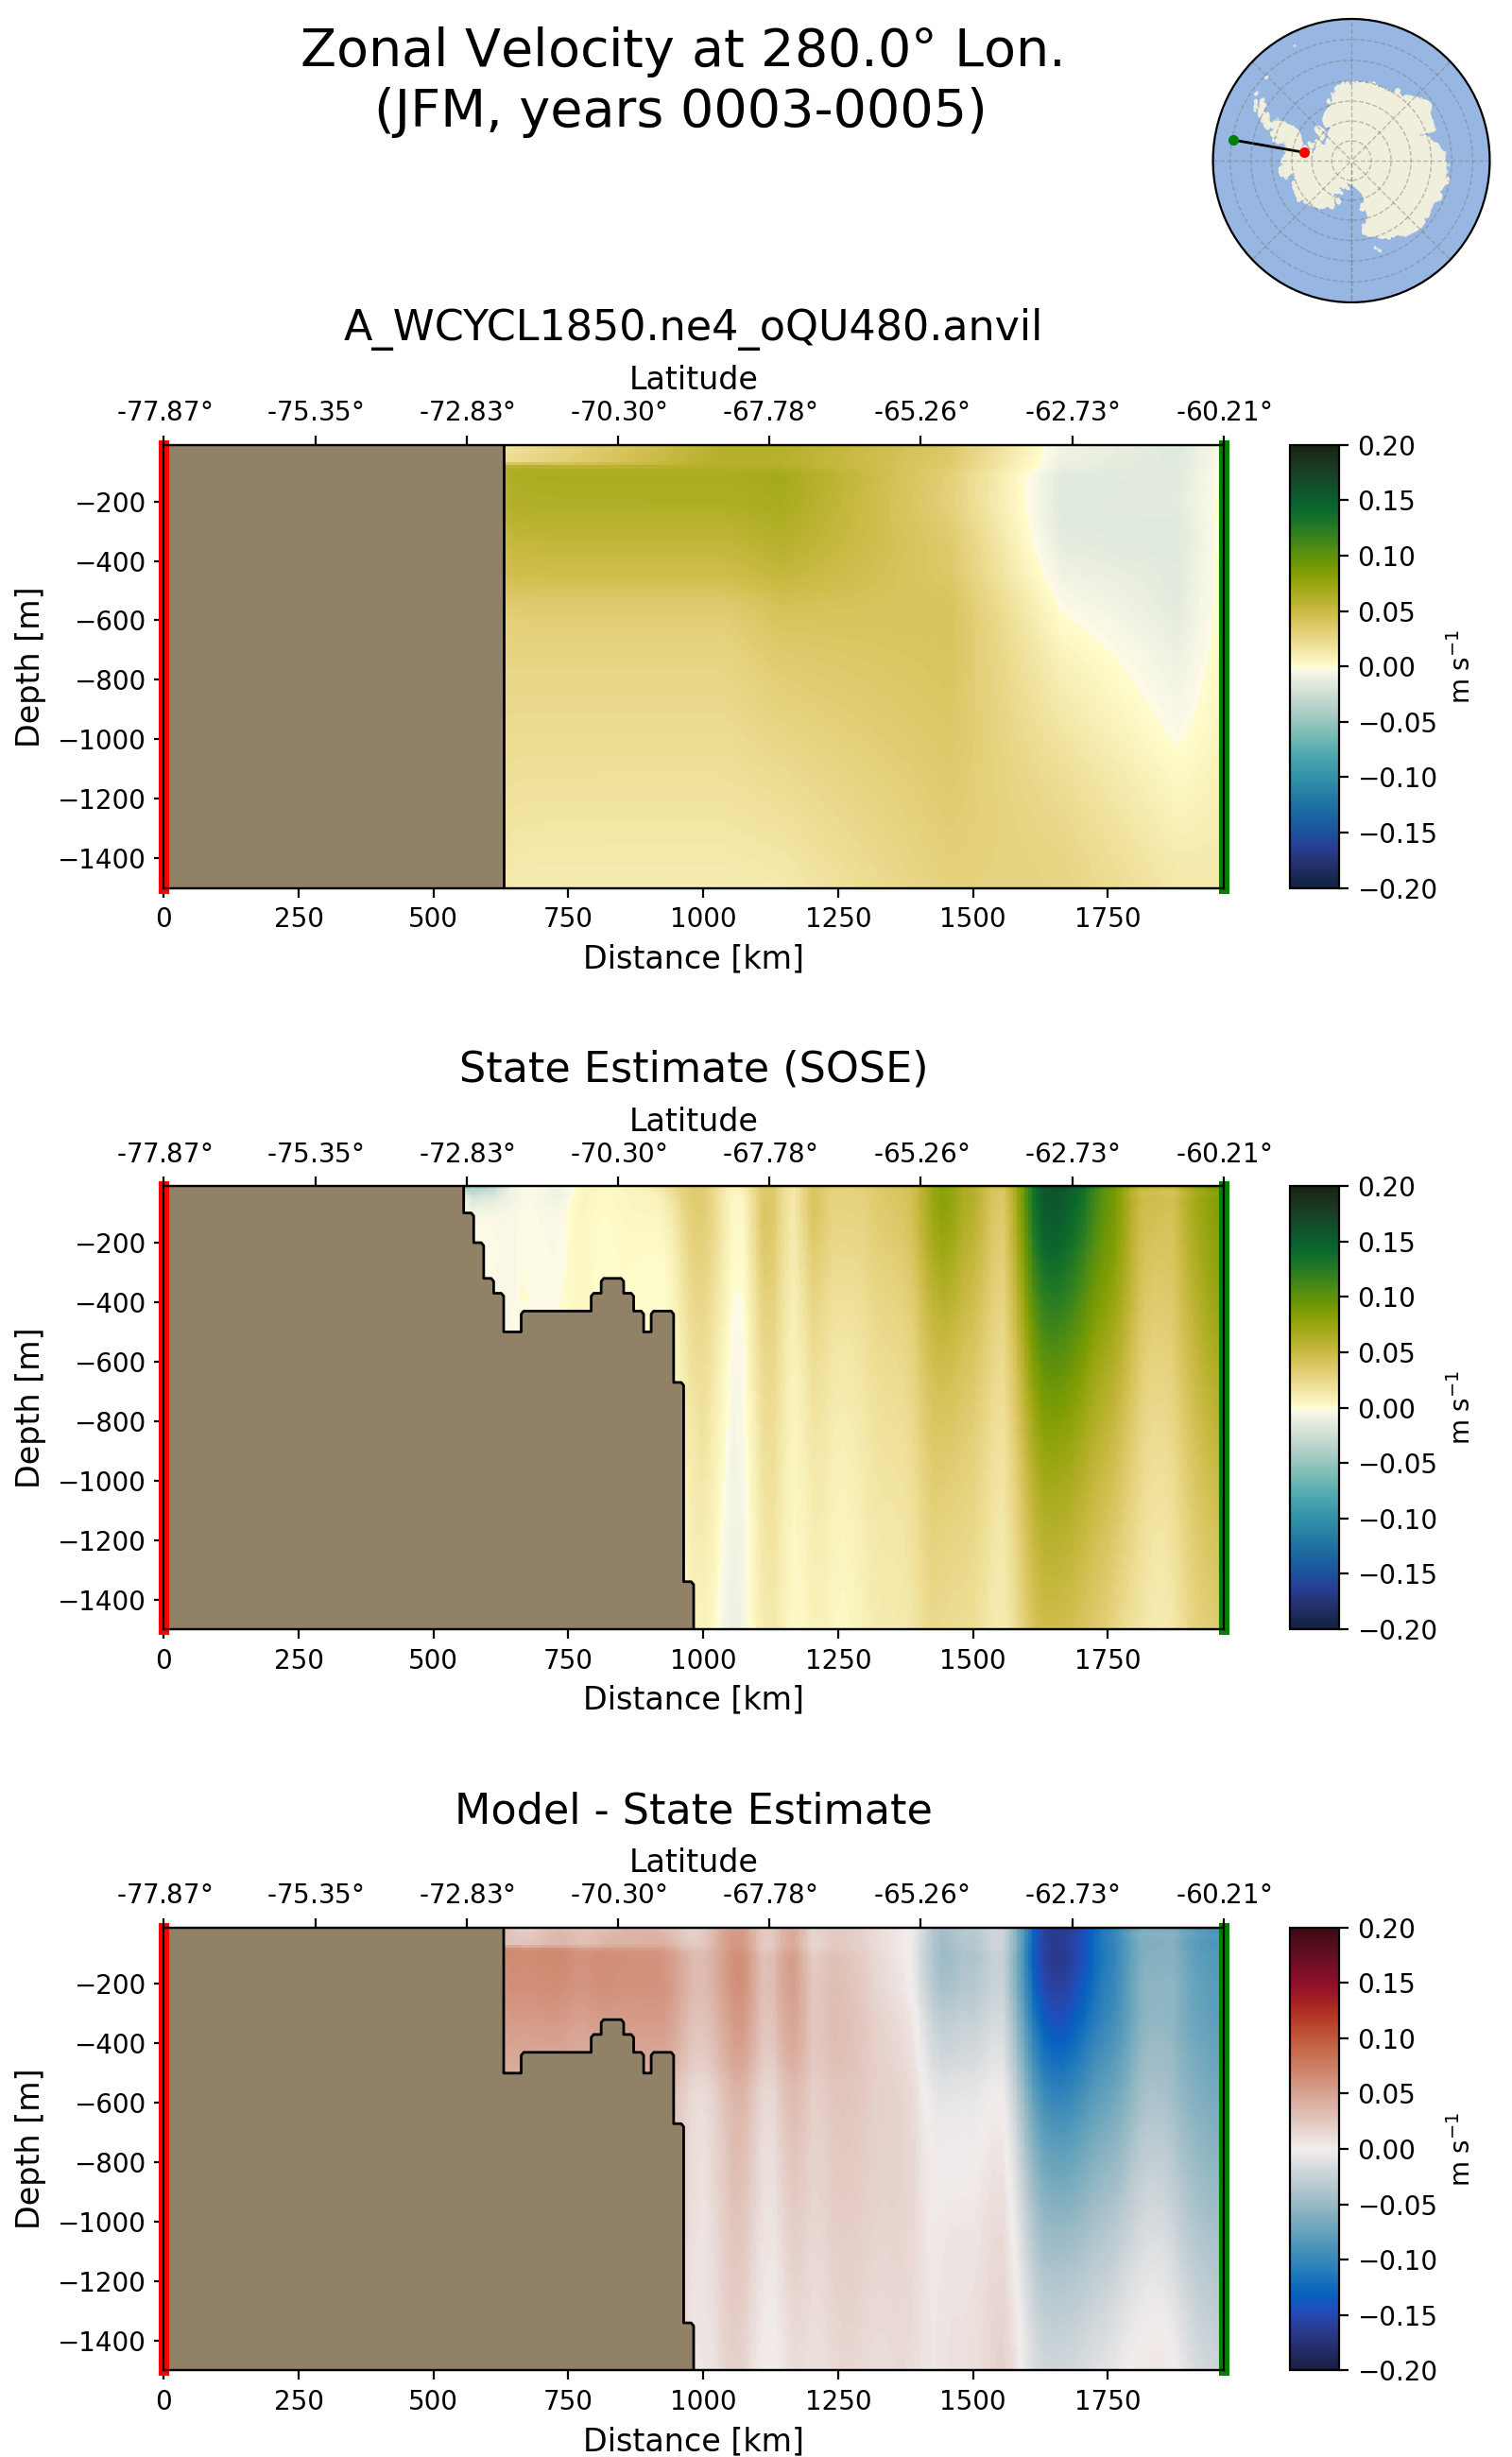 Zonal Velocity at 280.0° Lon.
(JFM, years 0003-0005)
A_WCYCL1850.ne4_oQU480.anvil
Latitude
-77.87° -75.35° -72.83° -70.30° -67.78° -65.26° -62.73° -60.21°
Depth [m]
−200
−400
−600
−800
−1000
−1200
−1400
0 250 500 750 1000 1250 1500 1750
Distance [km]
0.20
0.15
0.10
0.05
0.00
−0.05
−0.10
−0.15
−0.20
m s⁻¹
State Estimate (SOSE)
Latitude
-77.87° -75.35° -72.83° -70.30° -67.78° -65.26° -62.73° -60.21°
Depth [m]
−200
−400
−600
−800
−1000
−1200
−1400
0 250 500 750 1000 1250 1500 1750
Distance [km]
0.20
0.15
0.10
0.05
0.00
−0.05
−0.10
−0.15
−0.20
m s⁻¹
Model - State Estimate
Latitude
-77.87° -75.35° -72.83° -70.30° -67.78° -65.26° -62.73° -60.21°
Depth [m]
−200
−400
−600
−800
−1000
−1200
−1400
0 250 500 750 1000 1250 1500 1750
Distance [km]
0.20
0.15
0.10
0.05
0.00
−0.05
−0.10
−0.15
−0.20
m s⁻¹